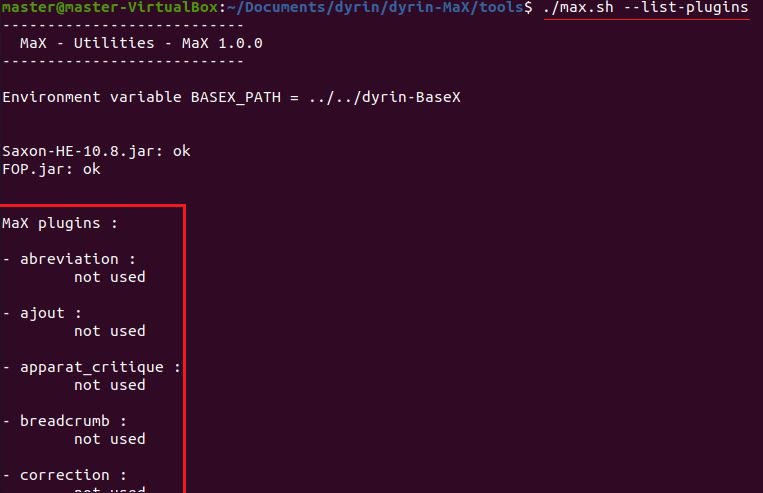 master@master-VirtualBox:~/Documents/dyrin/dyrin-MaX/tools$ ./max.sh --list-plugins
---------------------------
  MaX - Utilities - MaX 1.0.0
---------------------------
Environment variable BASEX_PATH = ../../dyrin-BaseX
Saxon-HE-10.8.jar: ok
FOP.jar: ok
MaX plugins :
- abreviation :
        not used
- ajout :
        not used
- apparat_critique :
        not used
- breadcrumb :
        not used
- correction :
        not used